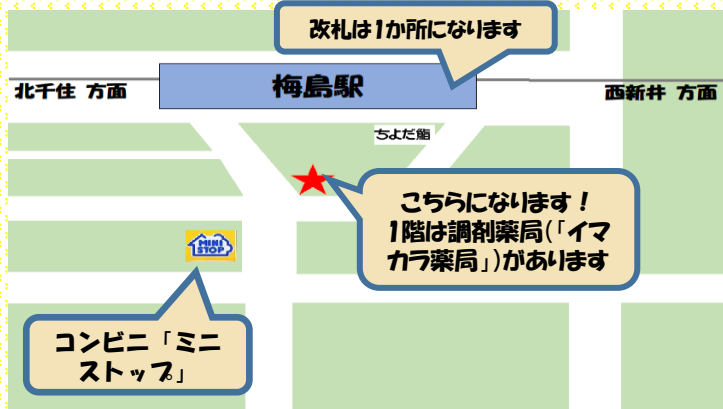 改札は1か所になります
北千住 方面
梅島駅
西新井 方面
ちよだ鮨
こちらになります！
1階は調剤薬局(「イマ
カラ薬局」)があります
MINI
STOP
コンビニ「ミニ
ストップ」